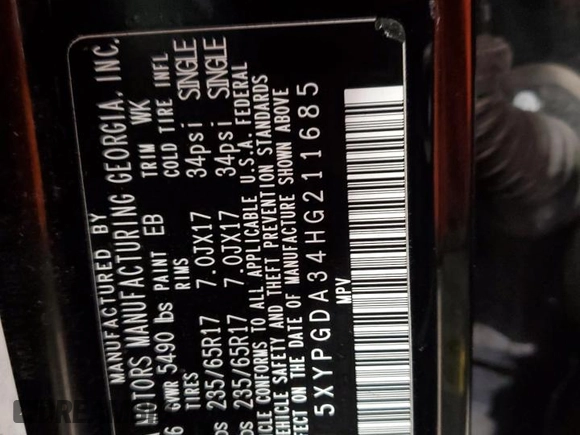 MANUFACTURED BY
MOTORS MANUFACTURING GEORGIA, INC.
6 GVWR 5490 lbs PAINT EB TRIM WK
TIRES RIMS COLD TIRE INFL
235/65R17 7.0JX17 34psi SINGLE
235/65R17 7.0JX17 34psi SINGLE
CONFORMS TO ALL APPLICABLE U.S.A. FEDERAL
VEHICLE SAFETY AND THEFT PREVENTION STANDARDS
ON THE DATE OF MANUFACTURE SHOWN ABOVE
5XYPGDA34HG211685
MPV